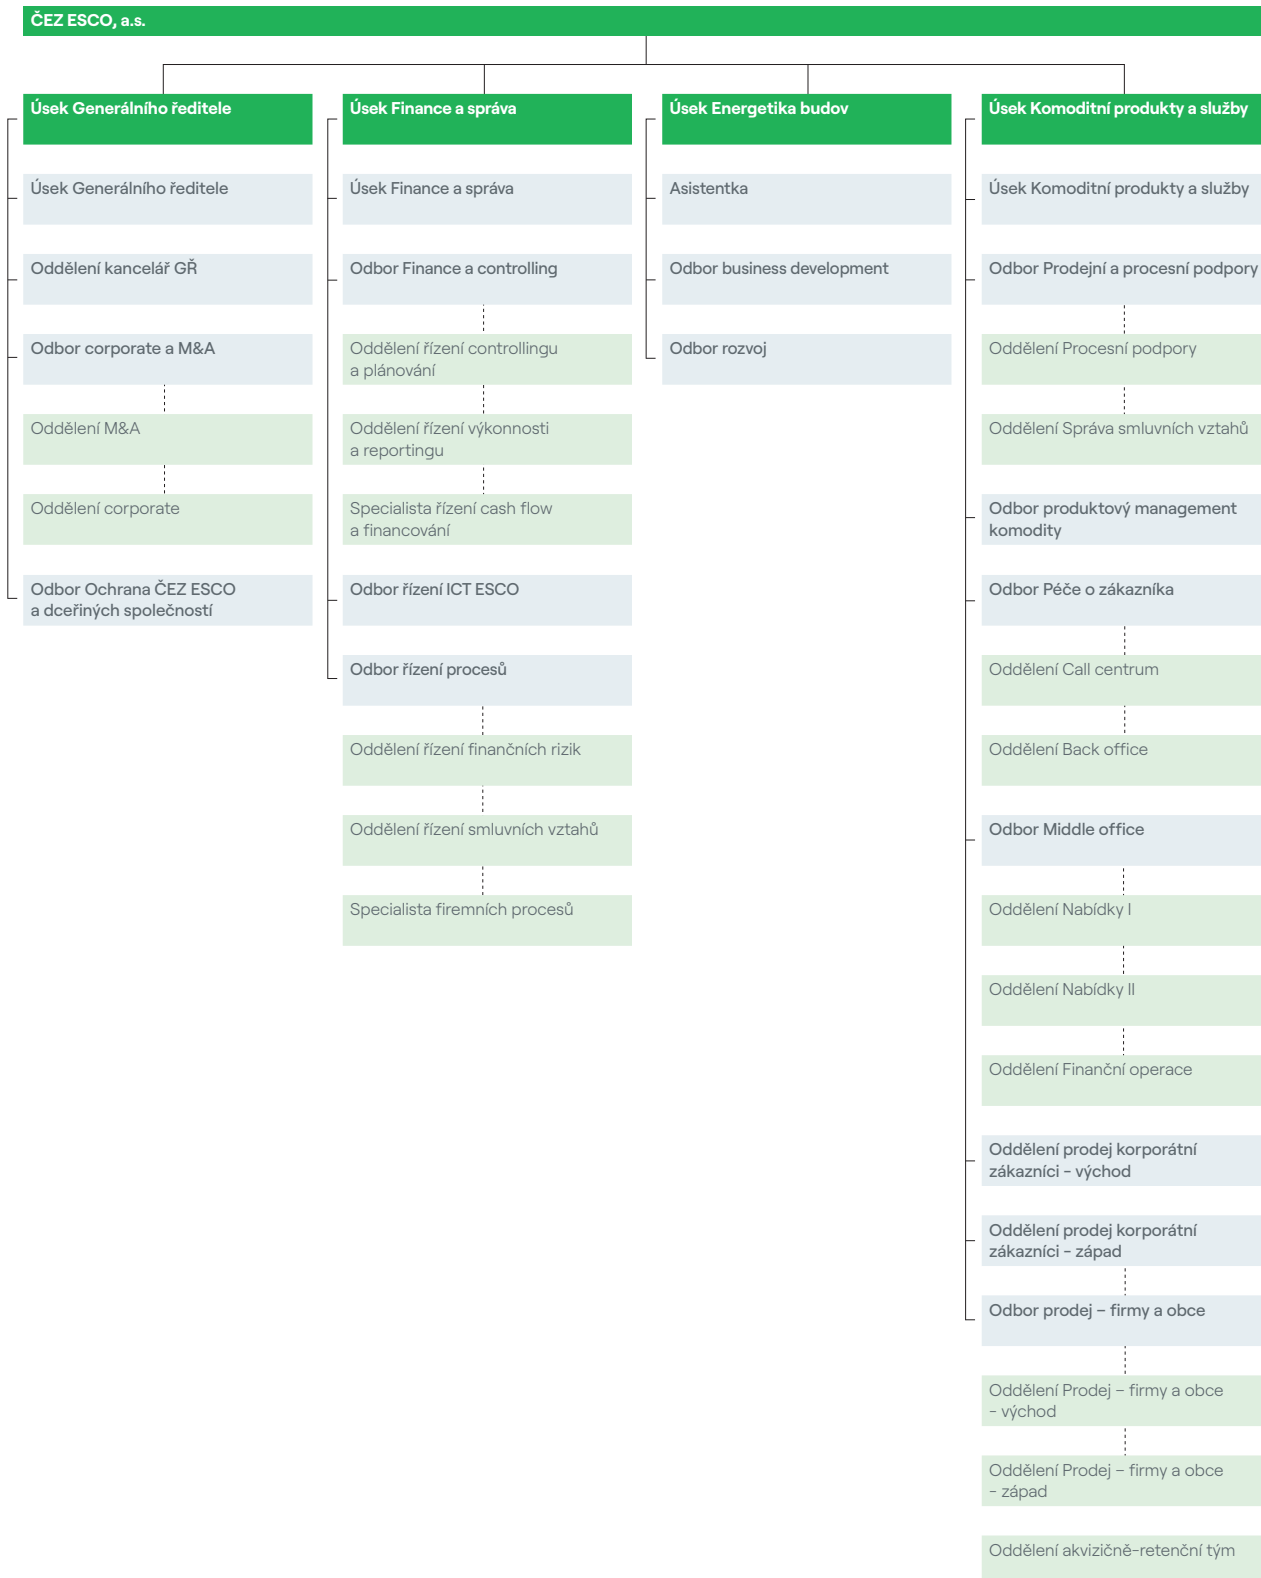 ČEZ ESCO, a.s.
Úsek Generálního ředitele
Úsek Generálního ředitele
Oddělení kancelář GŘ
Odbor corporate a M&A
Oddělení M&A
Oddělení corporate
Odbor Ochrana ČEZ ESCO
a dceřiných společností
Úsek Finance a správa
Úsek Finance a správa
Odbor Finance a controlling
Oddělení řízení controllingu
a plánování
Oddělení řízení výkonnosti
a reportingu
Specialista řízení cash flow
a financování
Odbor řízení ICT ESCO
Odbor řízení procesů
Oddělení řízení finančních rizik
Oddělení řízení smluvních vztahů
Specialista firemních procesů
Úsek Energetika budov
Asistentka
Odbor business development
Odbor rozvoj
Úsek Komoditní produkty a služby
Úsek Komoditní produkty a služby
Odbor Prodejní a procesní podpory
Oddělení Procesní podpory
Oddělení Správa smluvních vztahů
Odbor produktový management
komodity
Odbor Péče o zákazníka
Oddělení Call centrum
Oddělení Back office
Odbor Middle office
Oddělení Nabídky I
Oddělení Nabídky II
Oddělení Finanční operace
Oddělení prodej korporátní
zákazníci - východ
Oddělení prodej korporátní
zákazníci - západ
Odbor prodej – firmy a obce
Oddělení Prodej – firmy a obce
- východ
Oddělení Prodej – firmy a obce
- západ
Oddělení akvizičně-retenční tým